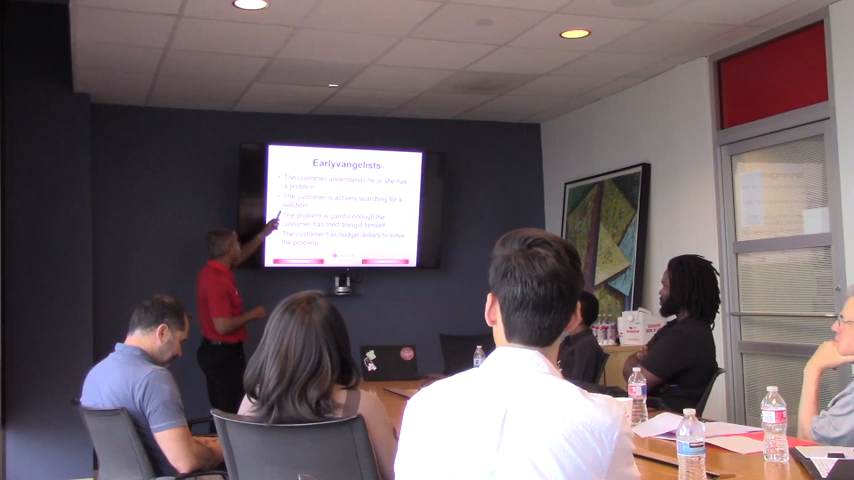 Earlyvangelists
• The customer understands he or she has
a problem
• The customer is actively searching for a
solution
• The problem is painful enough the
customer has tried doing it himself
• The customer has budget dollars to solve
the problem